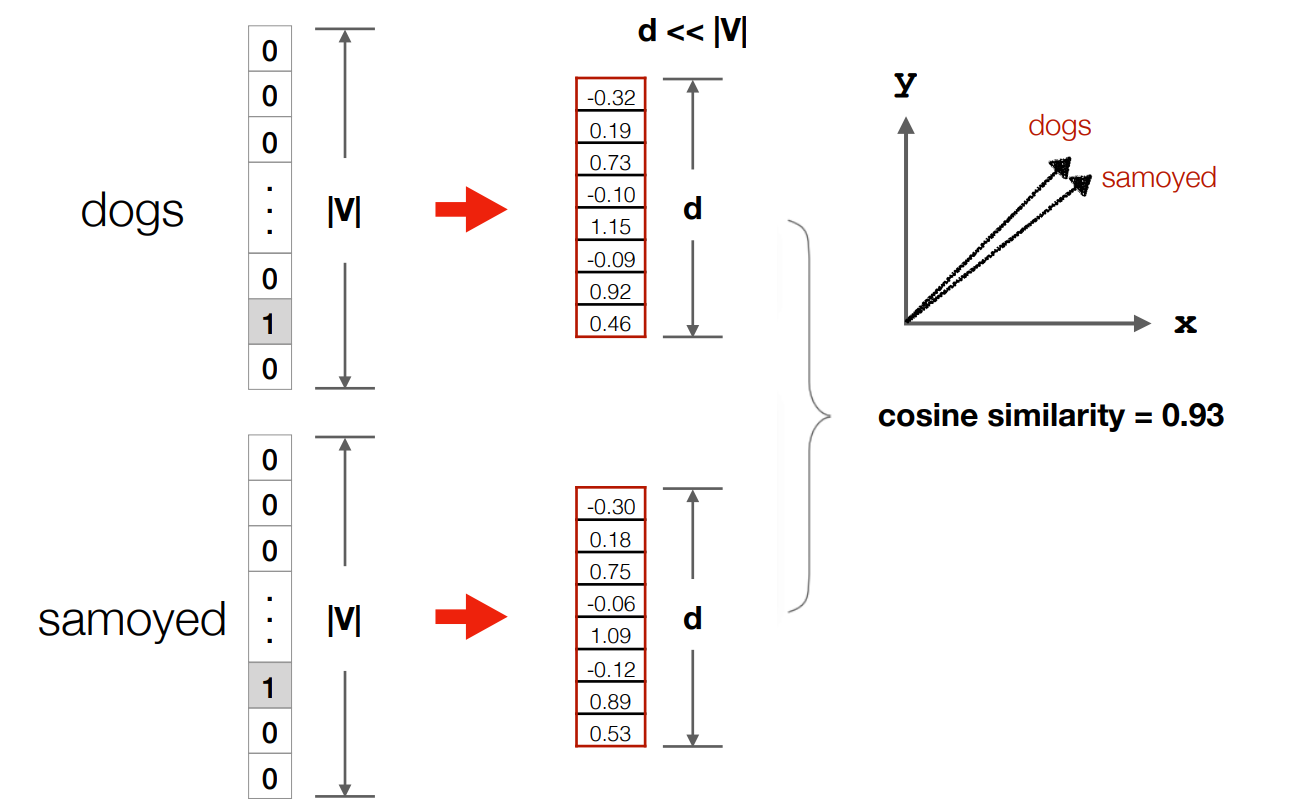 d << |V|
dogs
0
0
0
.
.
.
0
1
0
|V|
-0.32
0.19
0.73
-0.10
1.15
-0.09
0.92
0.46
d
samoyed
0
0
0
.
.
.
1
0
0
|V|
-0.30
0.18
0.75
-0.06
1.09
-0.12
0.89
0.53
d
y
dogs
samoyed
x
cosine similarity = 0.93